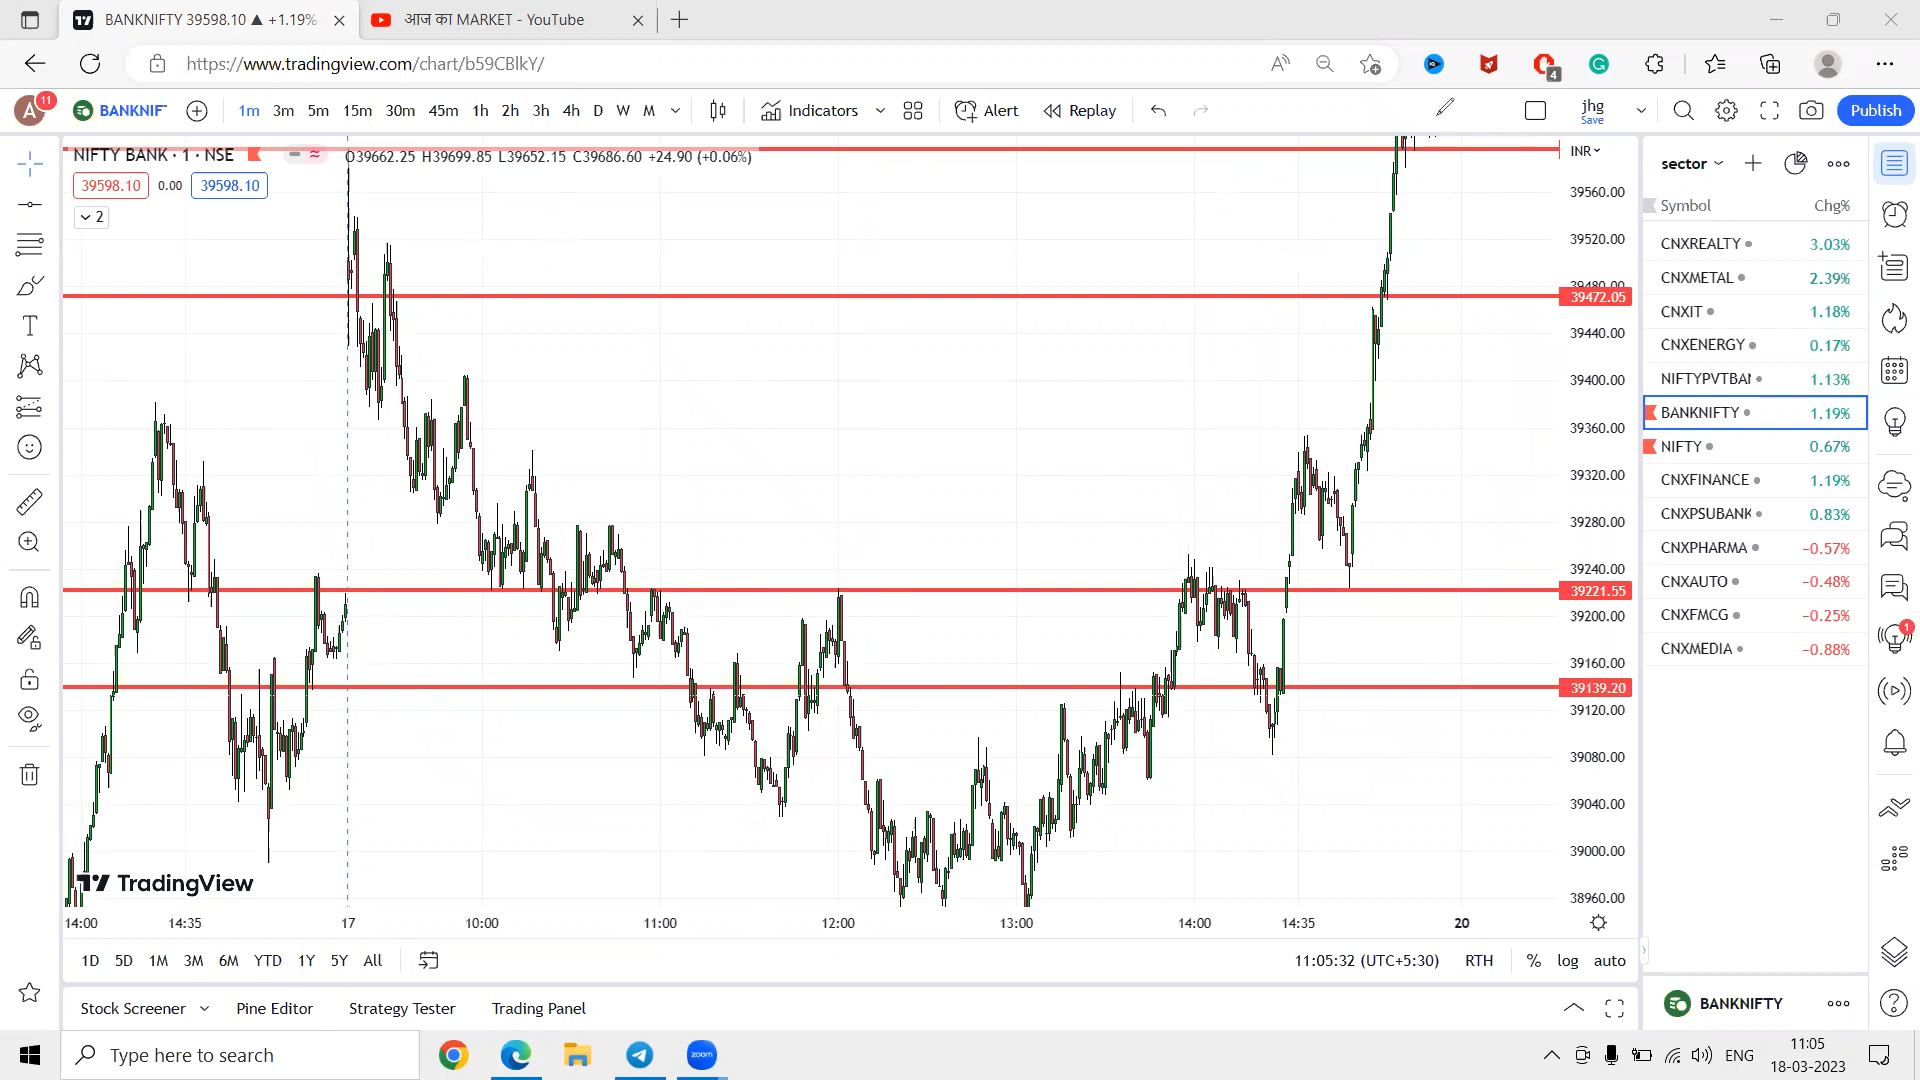 BANKNIFTY 39598.10 ▲ +1.19%
आज का MARKET - YouTube
https://www.tradingview.com/chart/b59CBlkY/
4
A
11
BANKNIF
1m 3m 5m 15m 30m 45m 1h 2h 3h 4h D W M
Indicators
Alert
Replay
jhg
Save
Publish
NIFTY BANK · 1 · NSE
O39662.25 H39699.85 L39652.15 C39686.60 +24.90 (+0.06%)
39598.10 0.00 39598.10
2
INR
39560.00
39520.00
39480.00
39472.05
39440.00
39400.00
39360.00
39320.00
39280.00
39240.00
39221.55
39200.00
39160.00
39139.20
39120.00
39080.00
39040.00
39000.00
38960.00
TradingView
14:00 14:35 17 10:00 11:00 12:00 13:00 14:00 14:35 20
1D 5D 1M 3M 6M YTD 1Y 5Y All
11:05:32 (UTC+5:30) RTH % log auto
Stock Screener Pine Editor Strategy Tester Trading Panel
sector
Symbol Chg%
CNXREALTY 3.03%
CNXMETAL 2.39%
CNXIT 1.18%
CNXENERGY 0.17%
NIFTYPVTBAN 1.13%
BANKNIFTY 1.19%
NIFTY 0.67%
CNXFINANCE 1.19%
CNXPSUBANK 0.83%
CNXPHARMA −0.57%
CNXAUTO −0.48%
CNXFMCG −0.25%
CNXMEDIA −0.88%
1
BANKNIFTY
Type here to search
zoom
ENG
11:05
18-03-2023